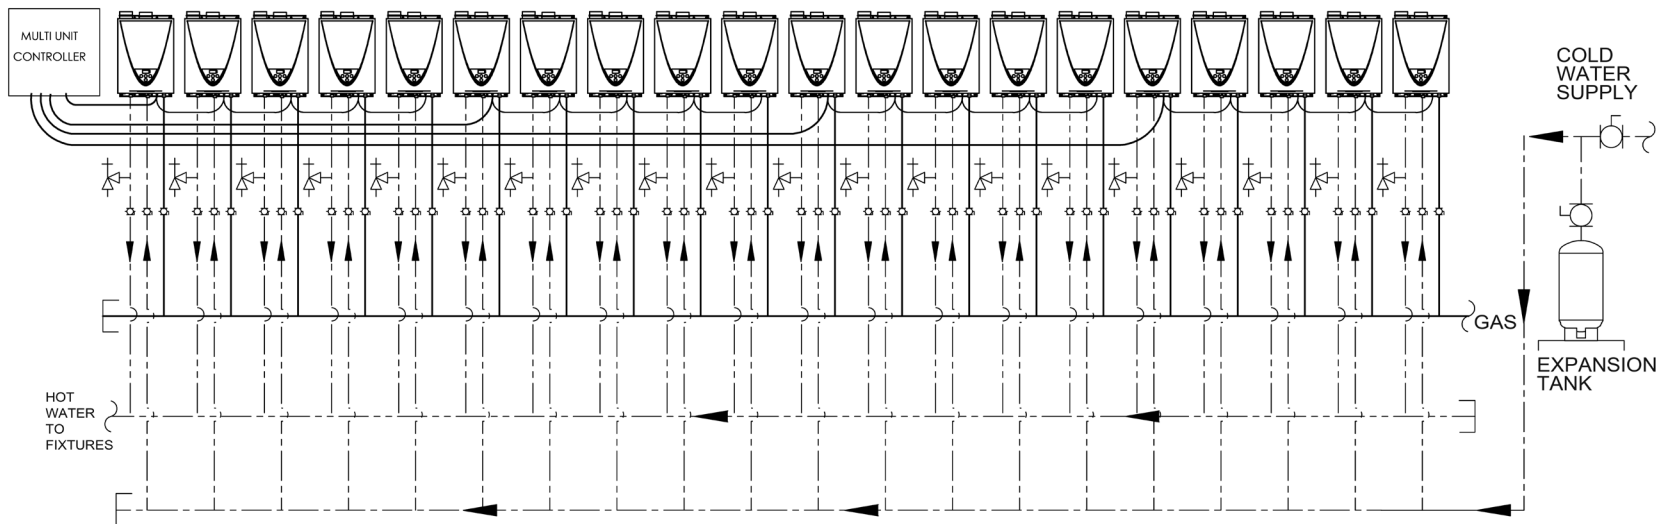 MULTI UNIT
CONTROLLER
COLD
WATER
SUPPLY
GAS
EXPANSION
TANK
HOT
WATER
TO
FIXTURES